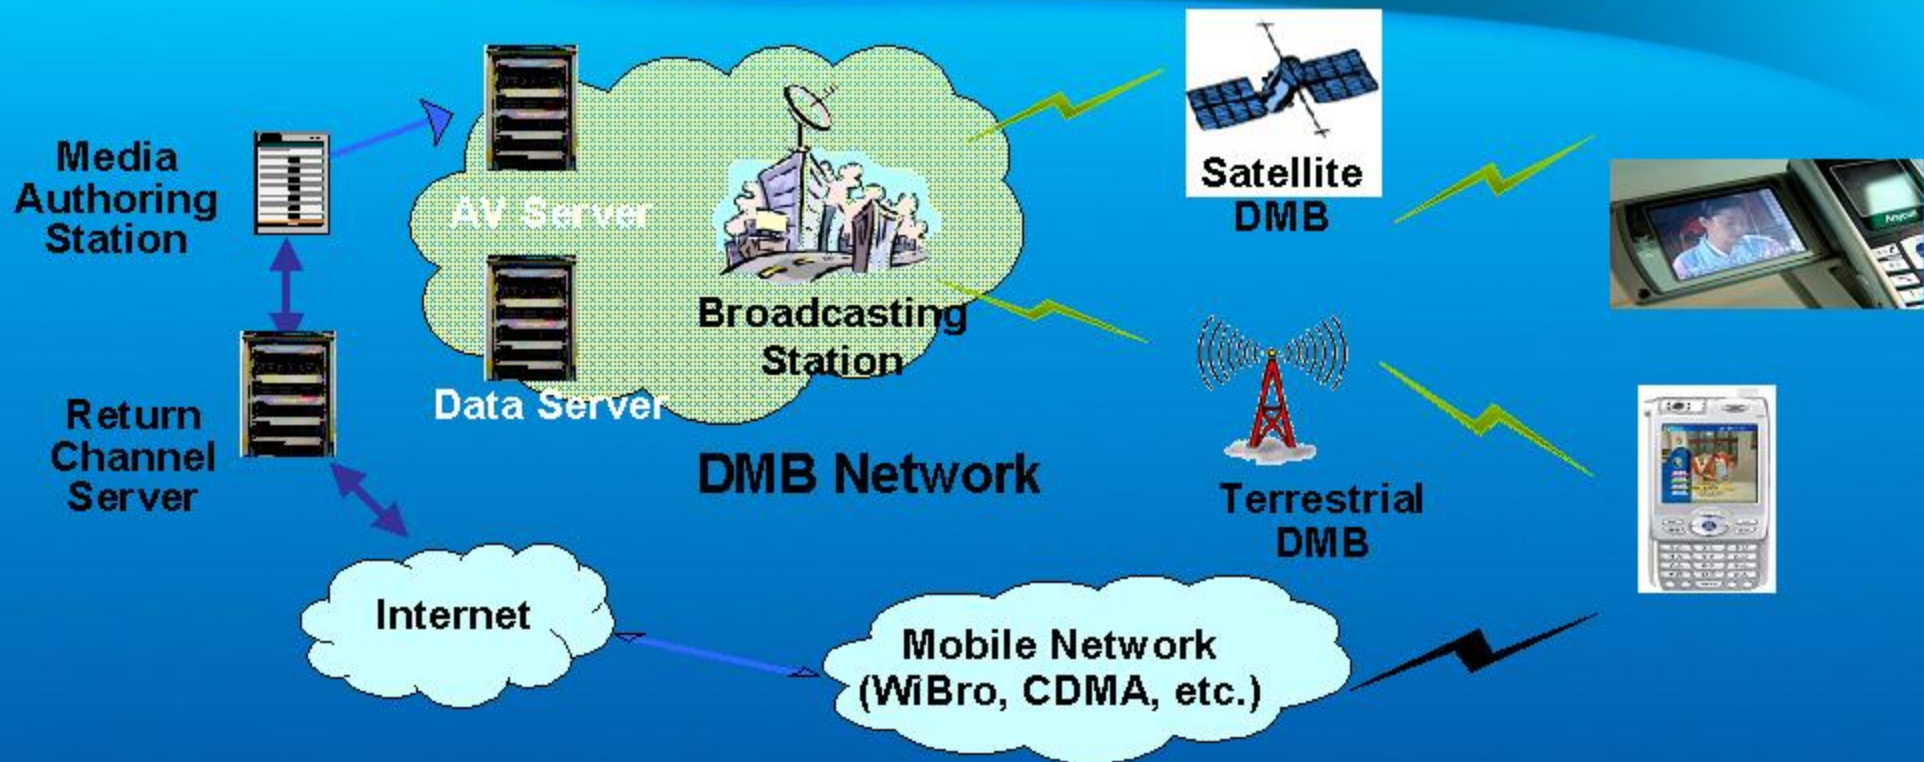 Media
Authoring
Station
AV Server
Broadcasting
Station
Data Server
Return
Channel
Server
DMB Network
Satellite
DMB
Terrestrial
DMB
Internet
Mobile Network
(WiBro, CDMA, etc.)